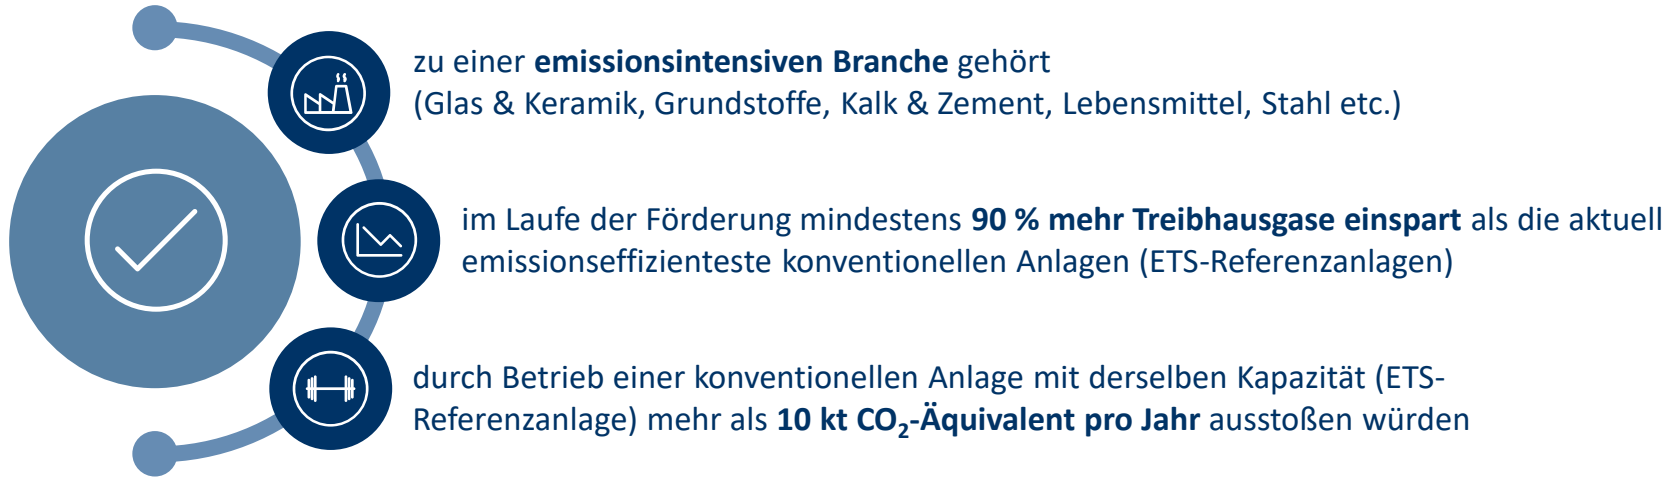 zu einer emissionsintensiven Branche gehört
(Glas & Keramik, Grundstoffe, Kalk & Zement, Lebensmittel, Stahl etc.)
im Laufe der Förderung mindestens 90 % mehr Treibhausgase einspart als die aktuell
emissionseffizienteste konventionellen Anlagen (ETS-Referenzanlagen)
durch Betrieb einer konventionellen Anlage mit derselben Kapazität (ETS-
Referenzanlage) mehr als 10 kt CO₂-Äquivalent pro Jahr ausstoßen würden